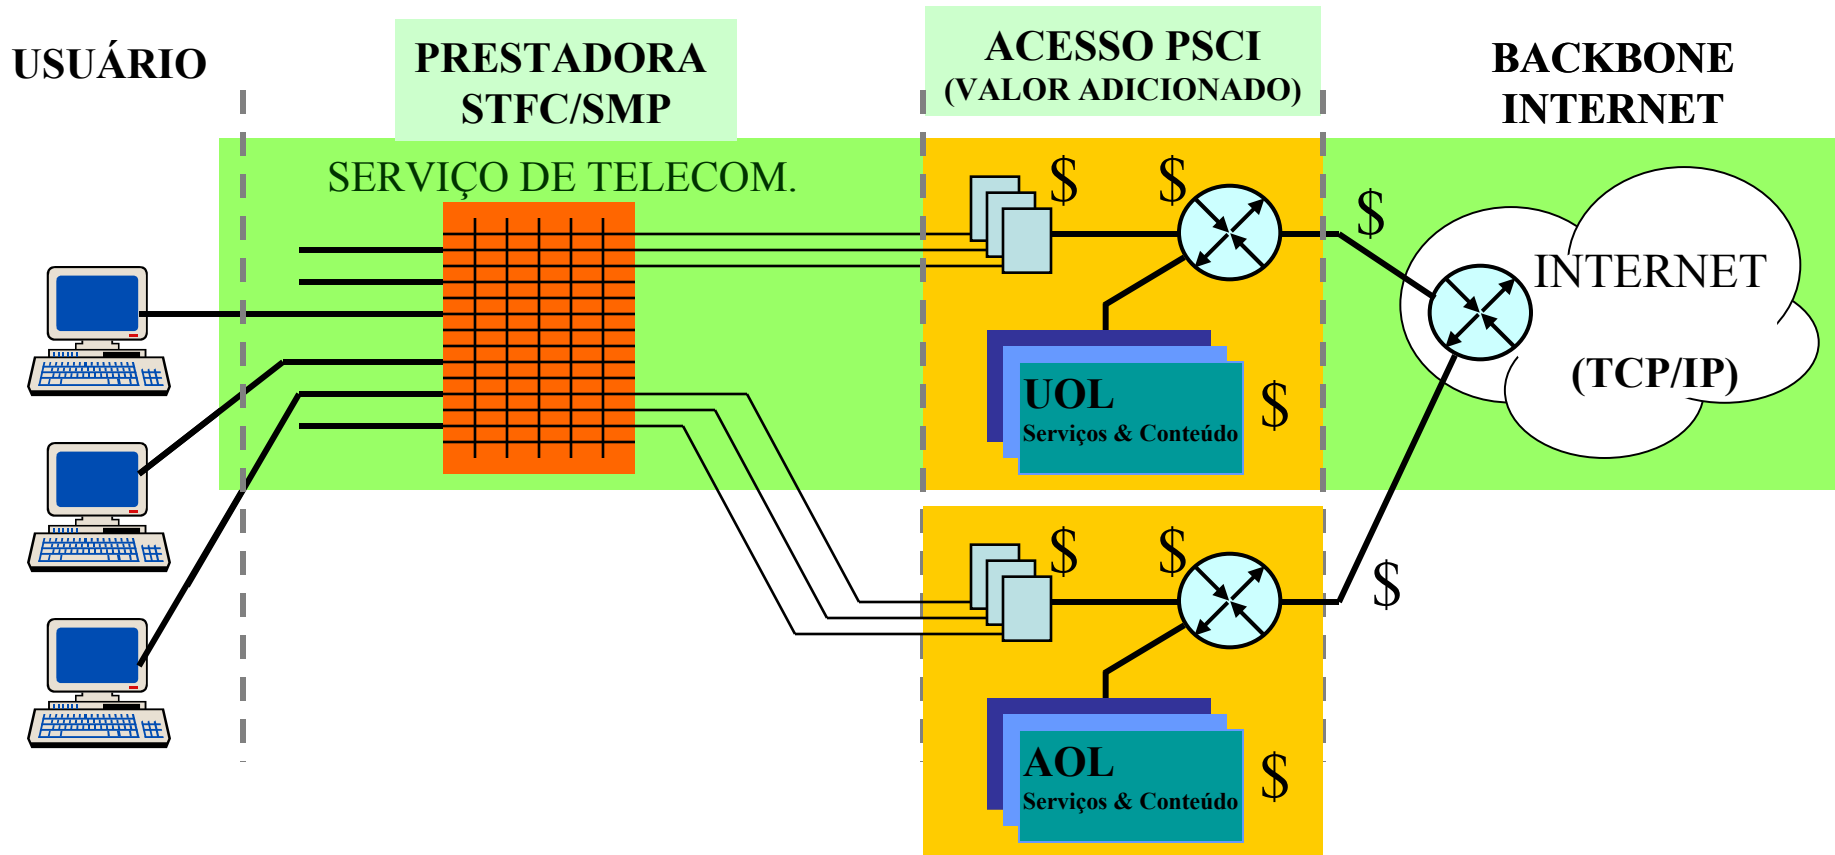 USUÁRIO
PRESTADORA
STFC/SMP
ACESSO PSCI
(VALOR ADICIONADO)
BACKBONE
INTERNET
SERVIÇO DE TELECOM.
$ $
$
INTERNET
(TCP/IP)
UOL
Serviços & Conteúdo
$
$ $
$
AOL
Serviços & Conteúdo
$